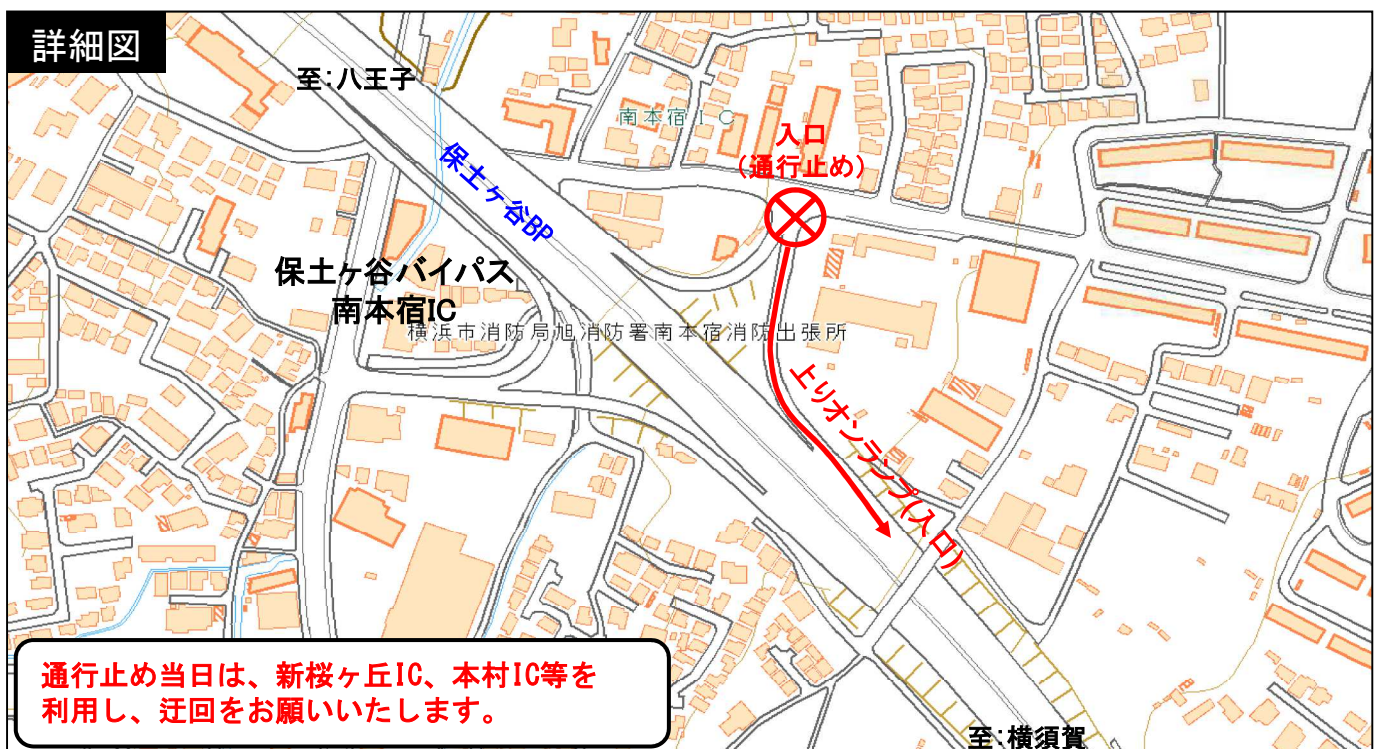 詳細図
至:八王子
南本宿IC
入口
(通行止め)
保土ヶ谷BP
保土ヶ谷バイパス
南本宿IC
横浜市消防局旭消防署南本宿消防出張所
上りオンランプ(入口)
通行止め当日は、新桜ヶ丘IC、本村IC等を
利用し、迂回をお願いいたします。
至:横須賀